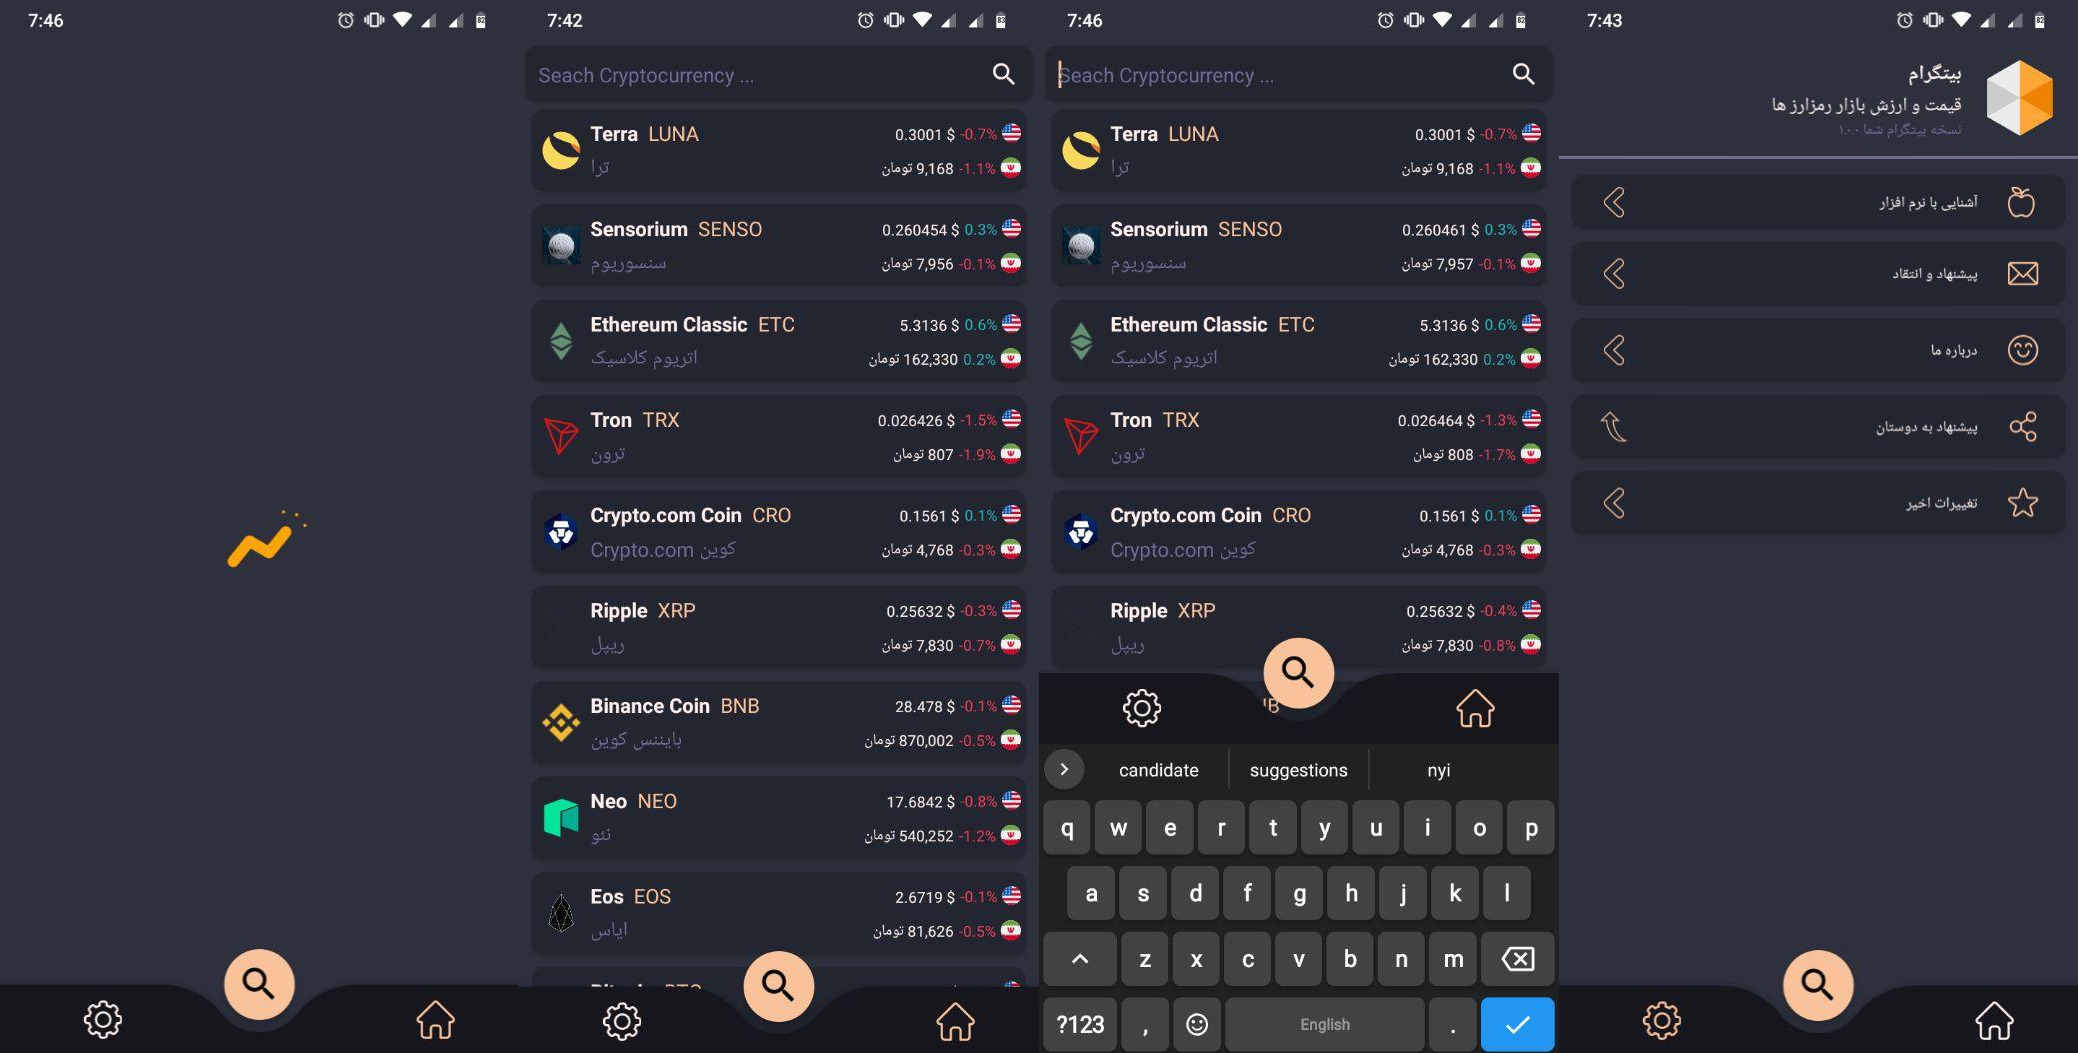 7:46
7:42
Seach Cryptocurrency ...
Terra LUNA
0.3001 $ -0.7%
ترا
9,168 تومان -1.1%
Sensorium SENSO
0.260454 $ 0.3%
سنسوریوم
7,956 تومان -0.1%
Ethereum Classic ETC
5.3136 $ 0.6%
اتریوم کلاسیک
162,330 تومان 0.2%
Tron TRX
0.026426 $ -1.5%
ترون
807 تومان -1.9%
Crypto.com Coin CRO
0.1561 $ 0.1%
Crypto.com کوین
4,768 تومان -0.3%
Ripple XRP
0.25632 $ -0.3%
ریپل
7,830 تومان -0.7%
Binance Coin BNB
28.478 $ -0.1%
بایننس کوین
870,002 تومان -0.5%
Neo NEO
17.6842 $ -0.8%
نئو
540,252 تومان -1.2%
Eos EOS
2.6719 $ -0.1%
ایاس
81,626 تومان -0.5%
7:46
Seach Cryptocurrency ...
Terra LUNA
0.3001 $ -0.7%
ترا
9,168 تومان -1.1%
Sensorium SENSO
0.260461 $ 0.3%
سنسوریوم
7,957 تومان -0.1%
Ethereum Classic ETC
5.3136 $ 0.6%
اتریوم کلاسیک
162,330 تومان 0.2%
Tron TRX
0.026464 $ -1.3%
ترون
808 تومان -1.7%
Crypto.com Coin CRO
0.1561 $ 0.1%
Crypto.com کوین
4,768 تومان -0.3%
Ripple XRP
0.25632 $ -0.4%
ریپل
7,830 تومان -0.8%
candidate suggestions nyi
q w e r t y u i o p
a s d f g h j k l
z x c v b n m
?123 , English .
7:43
بیتگرام
قیمت و ارزش بازار رمزارز ها
نسخه بیتگرام شما ۱.۰.۰
آشنایی با نرم افزار
پیشنهاد و انتقاد
درباره ما
پیشنهاد به دوستان
تغییرات اخیر